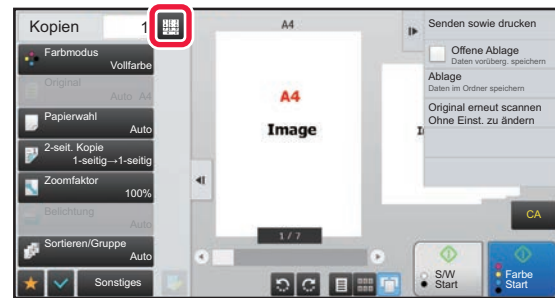 Kopien 1
Farbmodus
Vollfarbe
Original
Auto A4
Papierwahl
Auto
2-seit. Kopie
1-seitig→1-seitig
Zoomfaktor
100%
Belichtung
Auto
Sortieren/Gruppe
Auto
Sonstiges
A4
A4
Image
1 / 7
Senden sowie drucken
Offene Ablage
Daten vorüberg. speichern
Ablage
Daten im Ordner speichern
Original erneut scannen
Ohne Einst. zu ändern
CA
S/W
Start
Farbe
Start